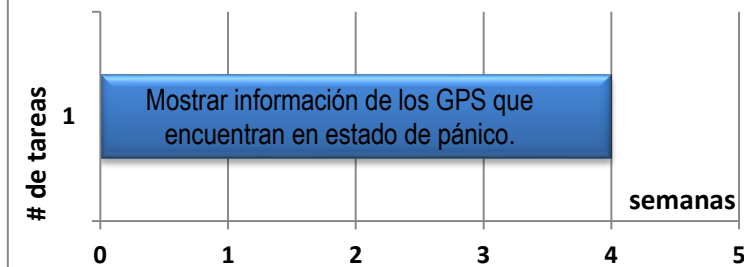 # de tareas
1
Mostrar información de los GPS que
encuentran en estado de pánico.
semanas
0 1 2 3 4 5